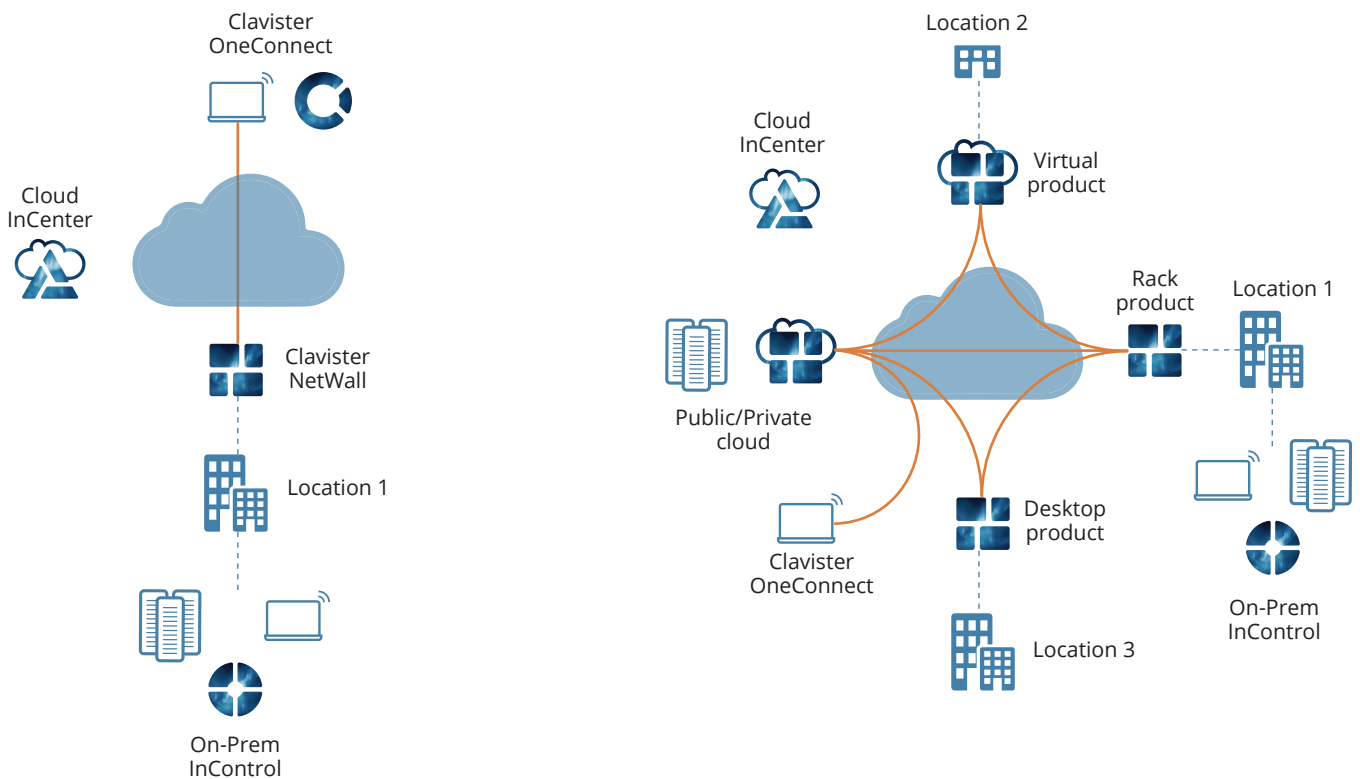 Clavister
OneConnect
Cloud
InCenter
Clavister
NetWall
Location 1
On-Prem
InControl
Location 2
Cloud
InCenter
Virtual
product
Rack
product
Location 1
Public/Private
cloud
Clavister
OneConnect
Desktop
product
On-Prem
InControl
Location 3